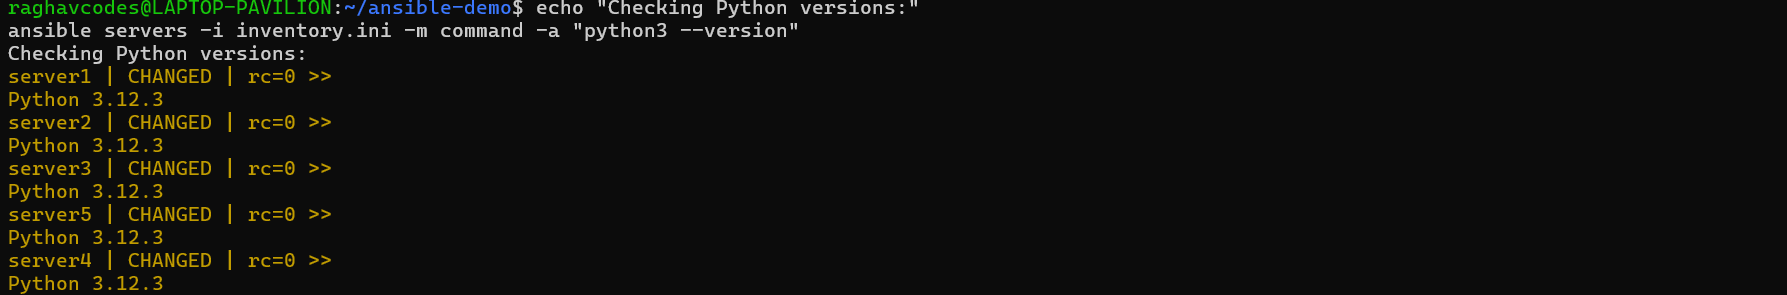 raghavcodes@LAPTOP-PAVILION:~/ansible-demo$ echo "Checking Python versions:"
ansible servers -i inventory.ini -m command -a "python3 --version"
Checking Python versions:
server1 | CHANGED | rc=0 >>
Python 3.12.3
server2 | CHANGED | rc=0 >>
Python 3.12.3
server3 | CHANGED | rc=0 >>
Python 3.12.3
server5 | CHANGED | rc=0 >>
Python 3.12.3
server4 | CHANGED | rc=0 >>
Python 3.12.3